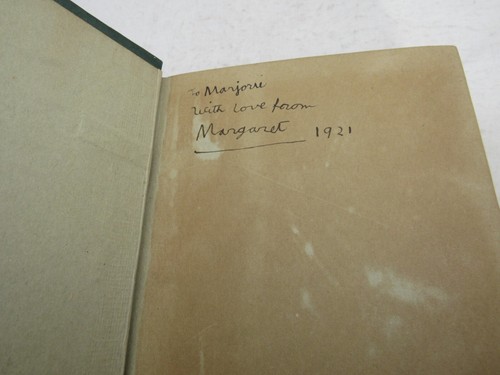 To Marjorie
With love from
Margaret 1921